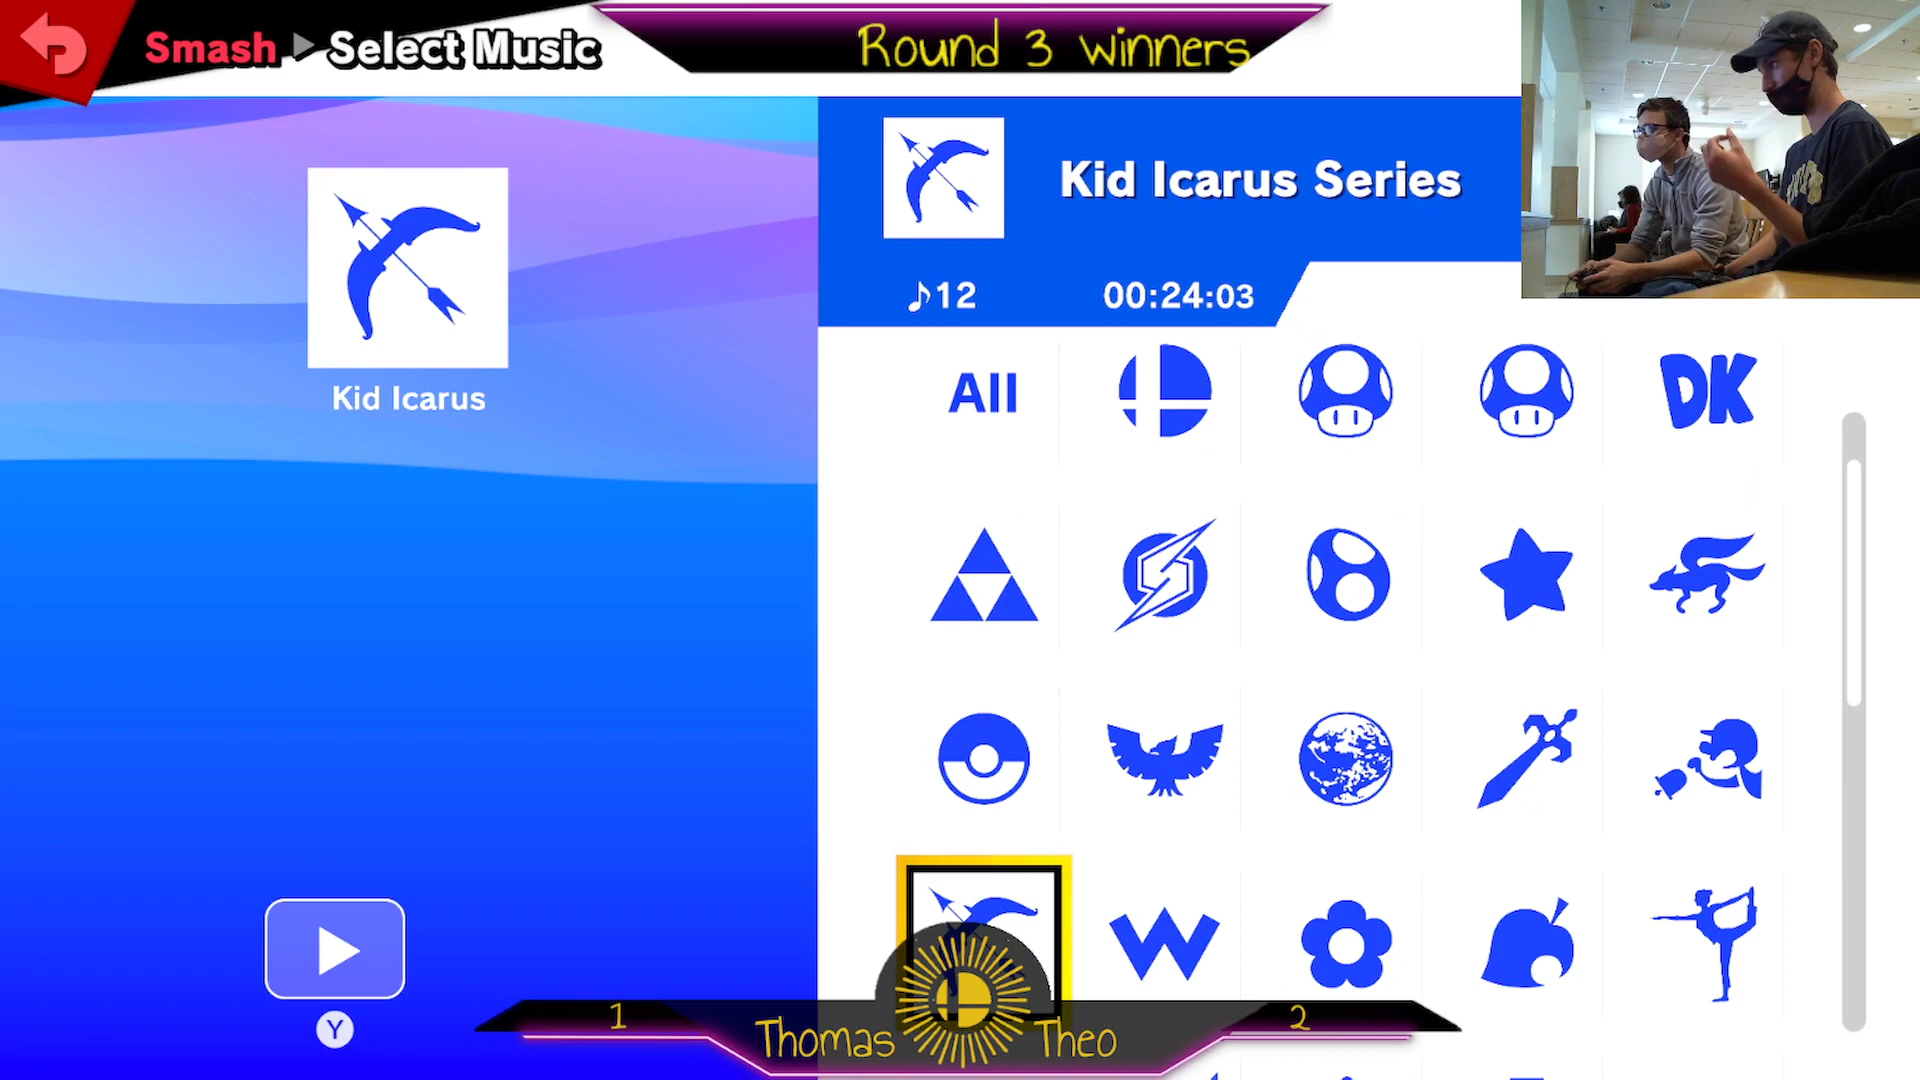 Smash Select Music
Round 3 winners
Kid Icarus Series
12 00:24:03
Kid Icarus
All
DK
Y
1 2
Thomas Theo